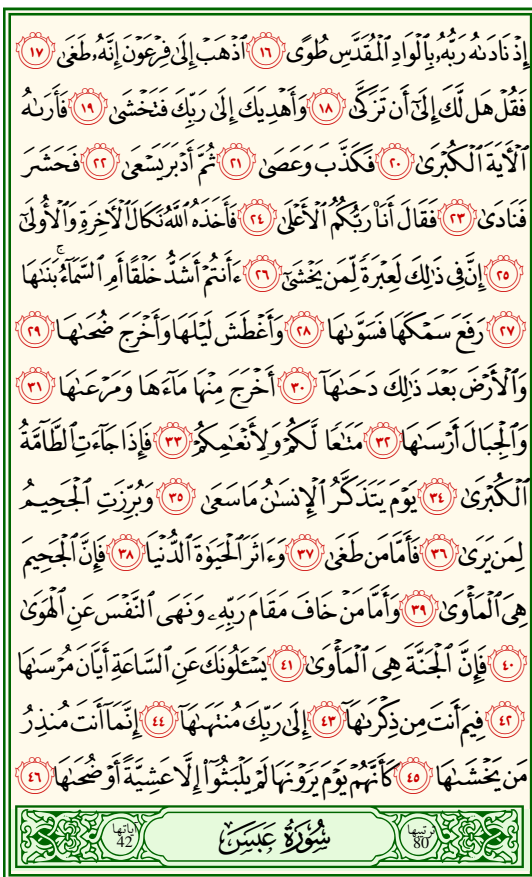 إِذْ نَادَىٰهُ رَبُّهُۥ بِٱلْوَادِ ٱلْمُقَدَّسِ طُوًى ١٦ ٱذْهَبْ إِلَىٰ فِرْعَوْنَ إِنَّهُۥ طَغَىٰ ١٧
فَقُلْ هَل لَّكَ إِلَىٰٓ أَن تَزَكَّىٰ ١٨ وَأَهْدِيَكَ إِلَىٰ رَبِّكَ فَتَخْشَىٰ ١٩ فَأَرَىٰهُ
ٱلْأٓيَةَ ٱلْكُبْرَىٰ ٢٠ فَكَذَّبَ وَعَصَىٰ ٢١ ثُمَّ أَدْبَرَ يَسْعَىٰ ٢٢ فَحَشَرَ
فَنَادَىٰ ٢٣ فَقَالَ أَنَا۠ رَبُّكُمُ ٱلْأَعْلَىٰ ٢٤ فَأَخَذَهُ ٱللَّهُ نَكَالَ ٱلْأٓخِرَةِ وَٱلْأُولَىٰٓ
٢٥ إِنَّ فِى ذَٰلِكَ لَعِبْرَةً لِّمَن يَخْشَىٰٓ ٢٦ ءَأَنتُمْ أَشَدُّ خَلْقًا أَمِ ٱلسَّمَآءُ ۚ بَنَىٰهَا
٢٧ رَفَعَ سَمْكَهَا فَسَوَّىٰهَا ٢٨ وَأَغْطَشَ لَيْلَهَا وَأَخْرَجَ ضُحَىٰهَا ٢٩
وَٱلْأَرْضَ بَعْدَ ذَٰلِكَ دَحَىٰهَآ ٣٠ أَخْرَجَ مِنْهَا مَآءَهَا وَمَرْعَىٰهَا ٣١
وَٱلْجِبَالَ أَرْسَىٰهَا ٣٢ مَتَٰعًا لَّكُمْ وَلِأَنْعَٰمِكُمْ ٣٣ فَإِذَا جَآءَتِ ٱلطَّآمَّةُ
ٱلْكُبْرَىٰ ٣٤ يَوْمَ يَتَذَكَّرُ ٱلْإِنسَٰنُ مَا سَعَىٰ ٣٥ وَبُرِّزَتِ ٱلْجَحِيمُ
لِمَن يَرَىٰ ٣٦ فَأَمَّا مَن طَغَىٰ ٣٧ وَءَاثَرَ ٱلْحَيَوٰةَ ٱلدُّنْيَا ٣٨ فَإِنَّ ٱلْجَحِيمَ
هِىَ ٱلْمَأْوَىٰ ٣٩ وَأَمَّا مَنْ خَافَ مَقَامَ رَبِّهِۦ وَنَهَى ٱلنَّفْسَ عَنِ ٱلْهَوَىٰ
٤٠ فَإِنَّ ٱلْجَنَّةَ هِىَ ٱلْمَأْوَىٰ ٤١ يَسْـَٔلُونَكَ عَنِ ٱلسَّاعَةِ أَيَّانَ مُرْسَىٰهَا
٤٢ فِيمَ أَنتَ مِن ذِكْرَىٰهَآ ٤٣ إِلَىٰ رَبِّكَ مُنتَهَىٰهَآ ٤٤ إِنَّمَآ أَنتَ مُنذِرُ
مَن يَخْشَىٰهَا ٤٥ كَأَنَّهُمْ يَوْمَ يَرَوْنَهَا لَمْ يَلْبَثُوٓا۟ إِلَّا عَشِيَّةً أَوْ ضُحَىٰهَا ٤٦
ترتيبها 80 سُورَةُ عَبَسَ آياتها 42